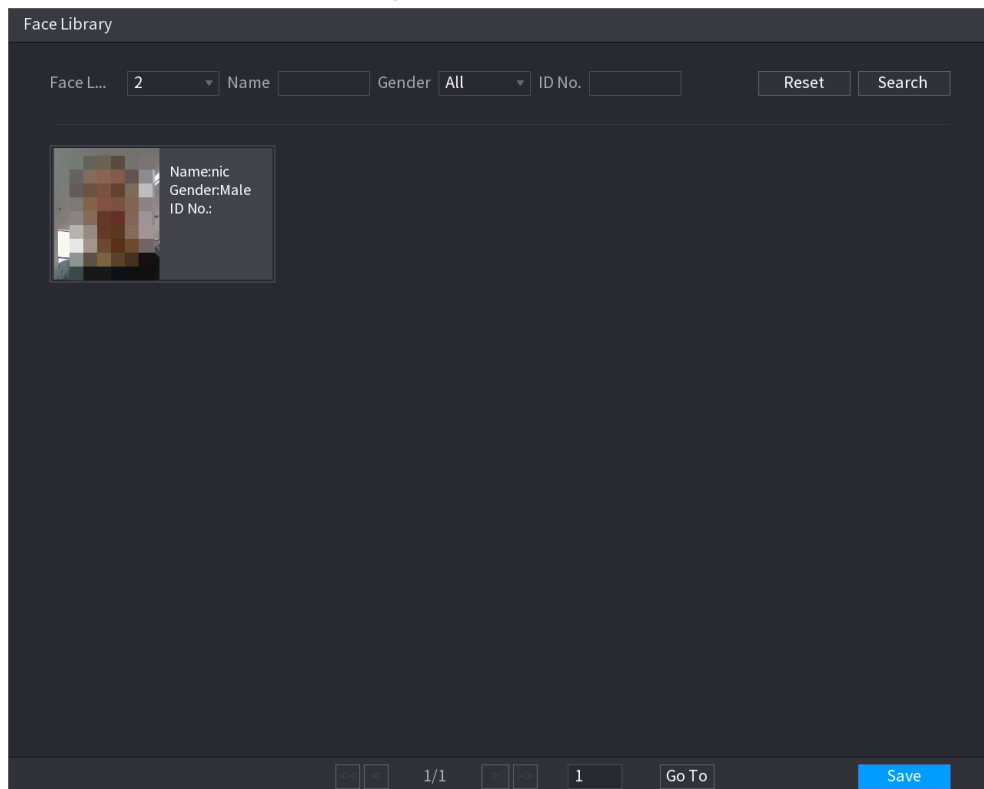 Face Library
Face L... 2 Name Gender All ID No. Reset Search
Name:nic
Gender:Male
ID No.:
<< < 1/1 > >> 1 Go To Save